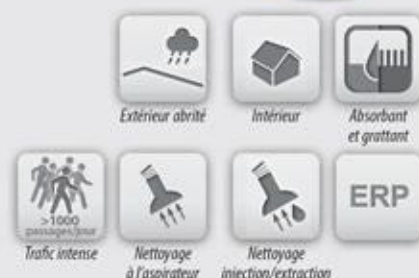 Extérieur abrité
Intérieur
Absorbant
et grattant
>1000
passages/jour
ERP
Trafic intense
Nettoyage
à l'aspirateur
Nettoyage
injection/extraction